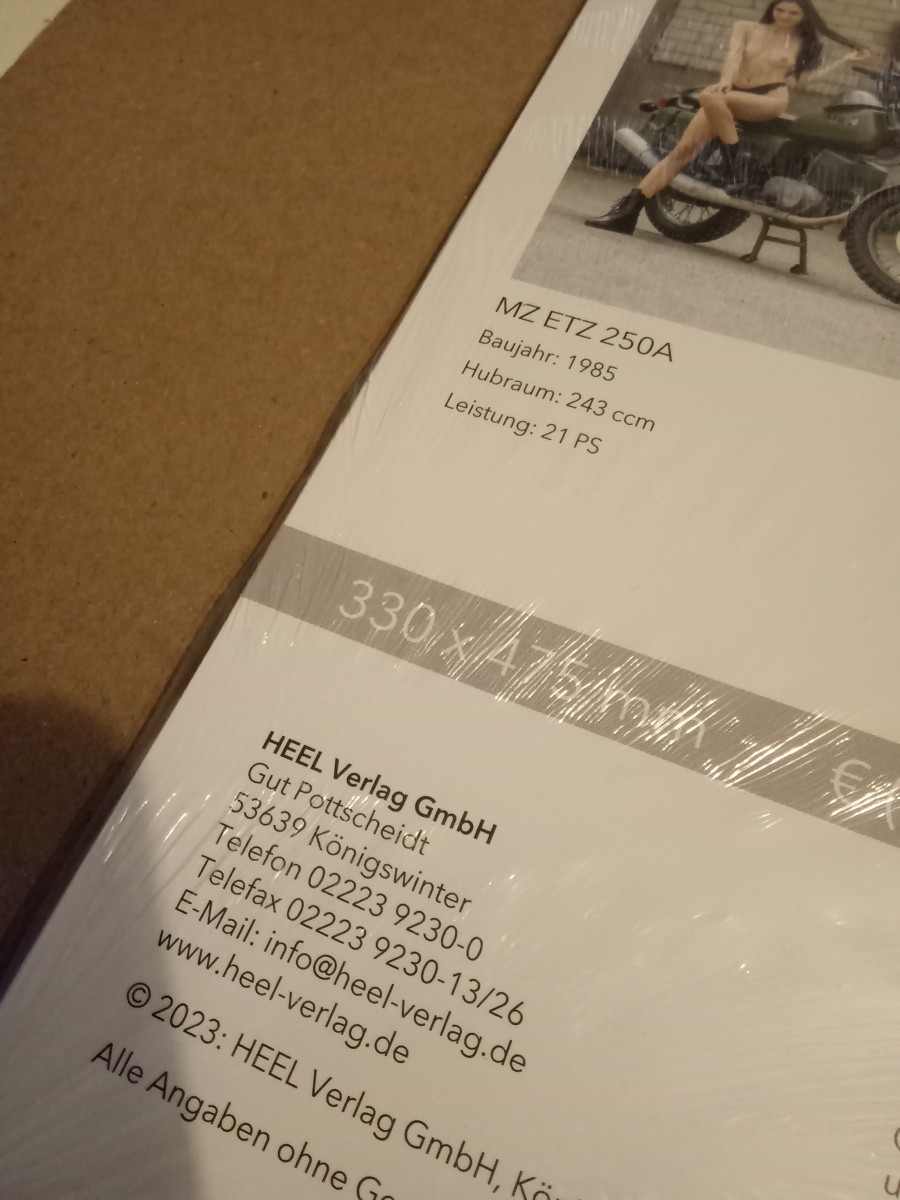 MZ ETZ 250A
Baujahr: 1985
Hubraum: 243 ccm
Leistung: 21 PS
330 x 475 mm
€
HEEL Verlag GmbH
Gut Pottscheidt
53639 Königswinter
Telefon 02223 9230-0
Telefax 02223 9230-13/26
E-Mail: info@heel-verlag.de
www.heel-verlag.de
© 2023: HEEL Verlag GmbH,
Alle Angaben ohne